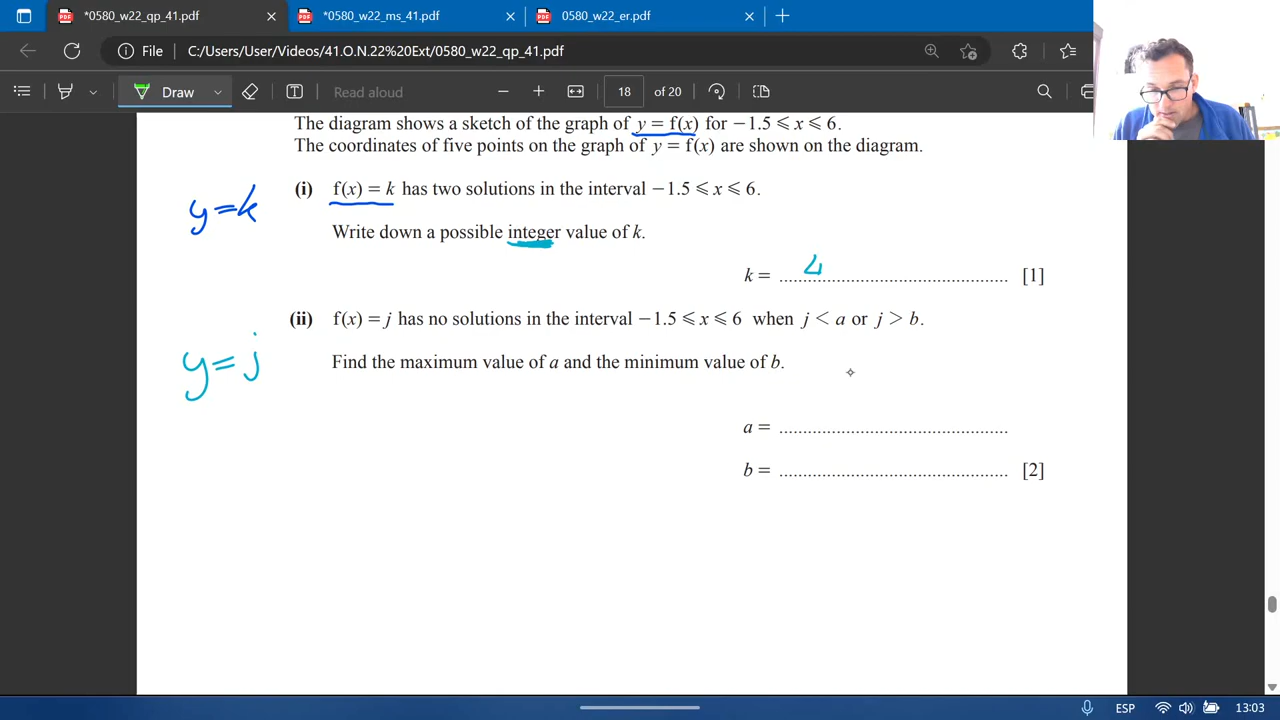 *0580_w22_qp_41.pdf
*0580_w22_ms_41.pdf
0580_w22_er.pdf
File C:/Users/User/Videos/41.O.N.22%20Ext/0580_w22_qp_41.pdf
Draw Read aloud 18 of 20
The diagram shows a sketch of the graph of y = f(x) for −1.5 ⩽ x ⩽ 6.
The coordinates of five points on the graph of y = f(x) are shown on the diagram.
(i) f(x) = k has two solutions in the interval −1.5 ⩽ x ⩽ 6.
y=k
Write down a possible integer value of k.
k = 4 [1]
(ii) f(x) = j has no solutions in the interval −1.5 ⩽ x ⩽ 6 when j < a or j > b.
y=j
Find the maximum value of a and the minimum value of b.
a =
b = [2]
ESP 13:03